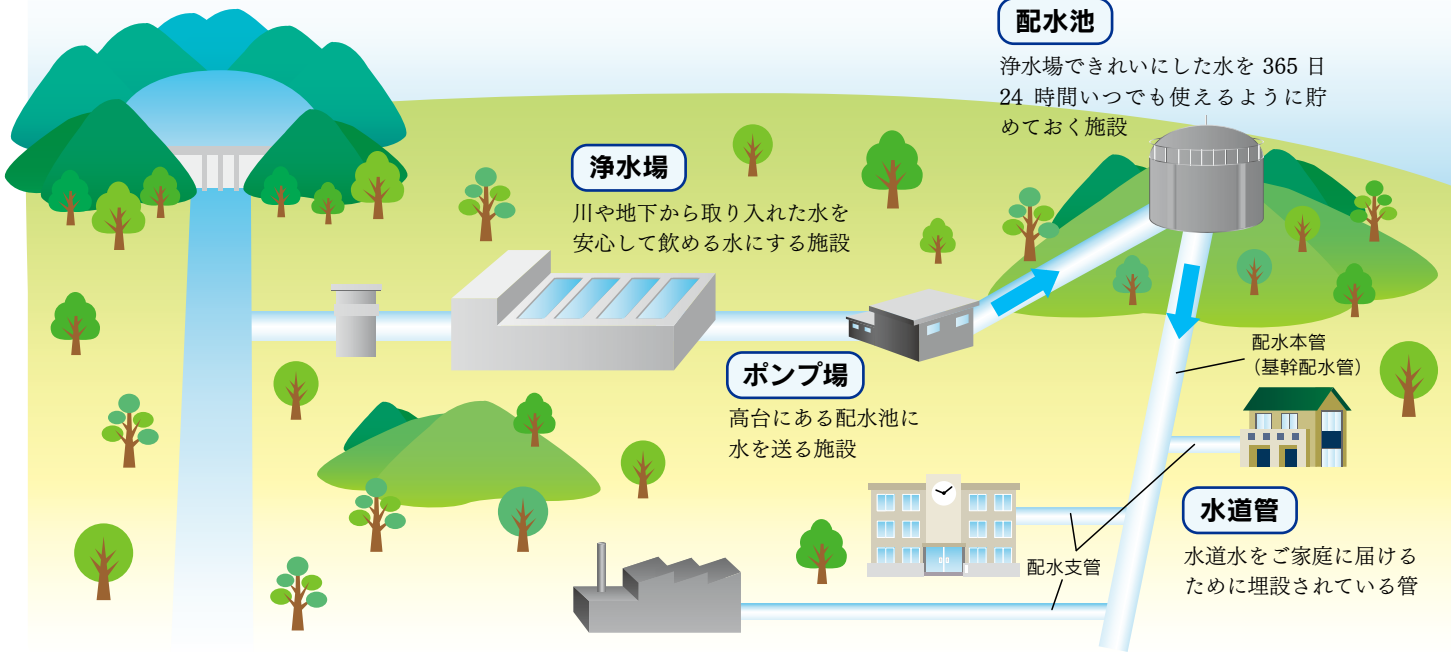 配水池
浄水場できれいにした水を 365 日
24 時間いつでも使えるように貯
めておく施設
浄水場
川や地下から取り入れた水を
安心して飲める水にする施設
ポンプ場
高台にある配水池に
水を送る施設
配水本管
（基幹配水管）
水道管
水道水をご家庭に届ける
ために埋設されている管
配水支管